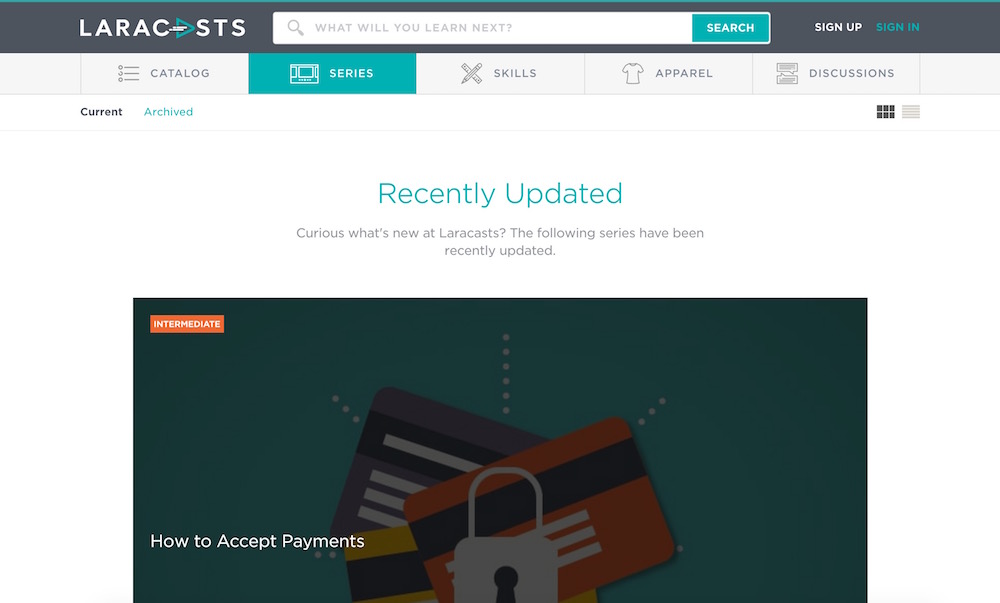 LARACASTS
WHAT WILL YOU LEARN NEXT?
SEARCH
SIGN UP
SIGN IN
CATALOG
SERIES
SKILLS
APPAREL
DISCUSSIONS
Current
Archived
Recently Updated
Curious what's new at Laracasts? The following series have been
recently updated.
INTERMEDIATE
How to Accept Payments